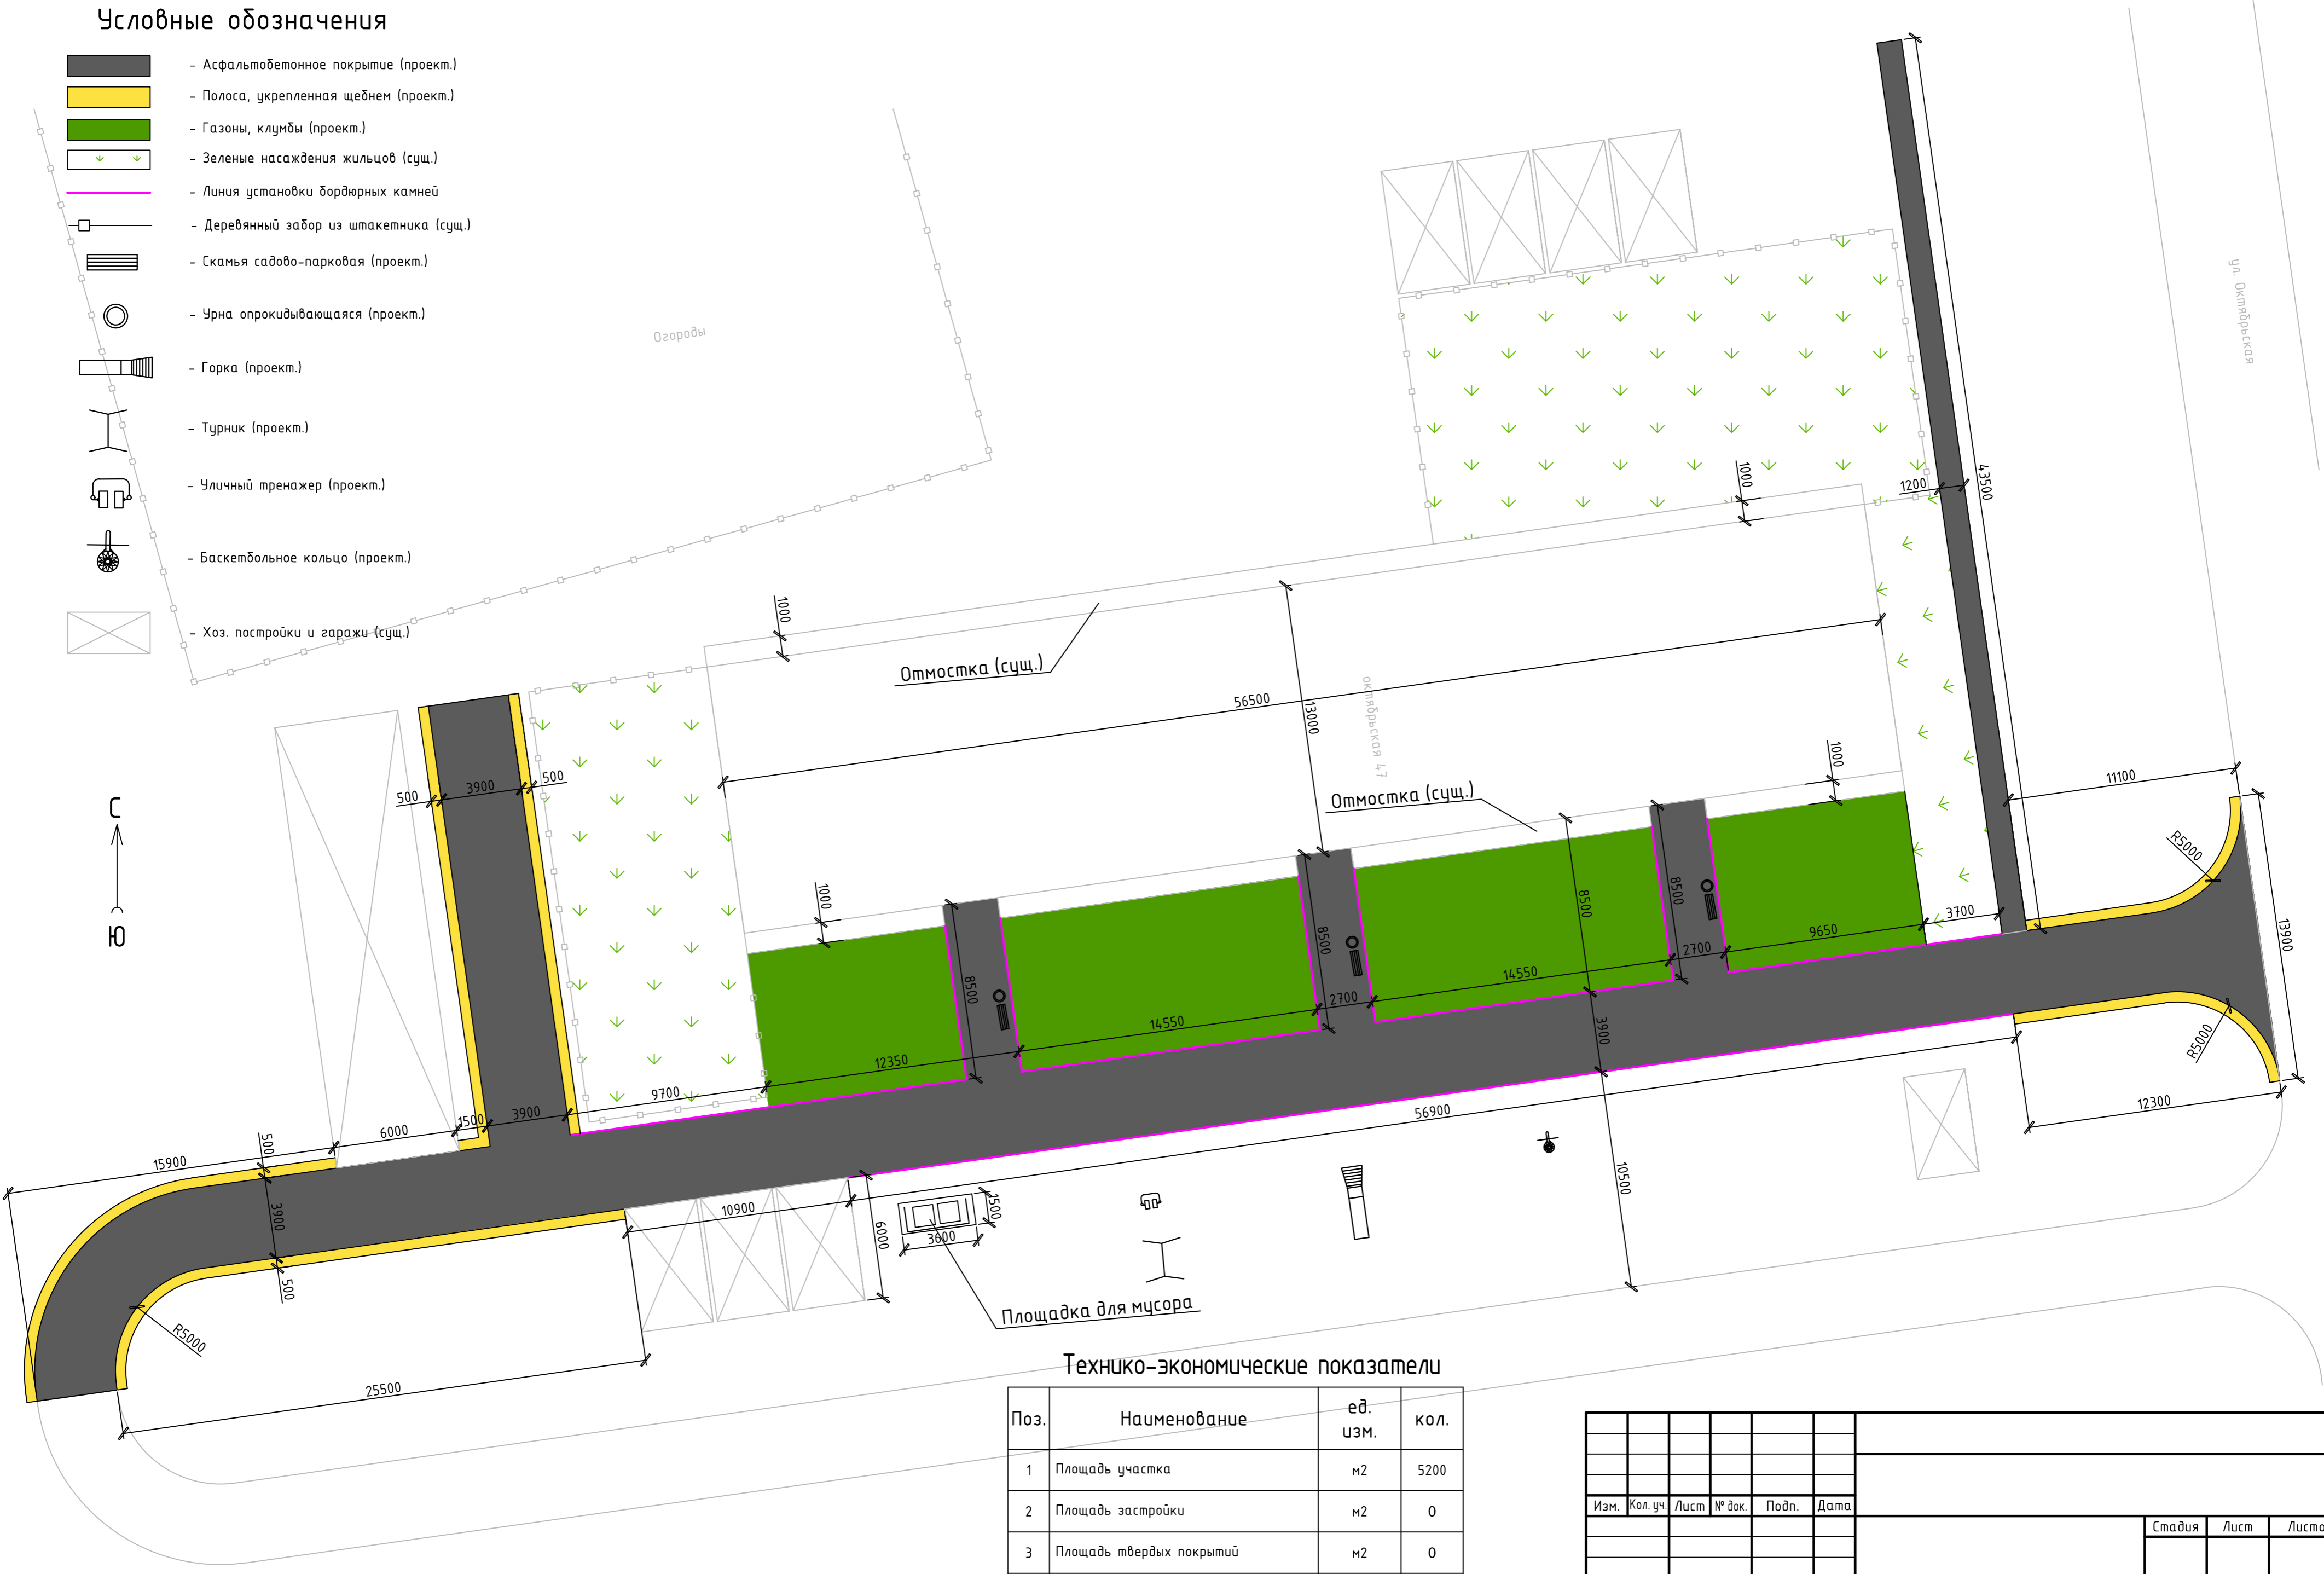 Условные обозначения
- Асфальтобетонное покрытие (проект.)
- Полоса, укрепленная щебнем (проект.)
- Газоны, клумбы (проект.)
- Зеленые насаждения жильцов (сущ.)
- Линия установки бордюрных камней
- Деревянный забор из штакетника (сущ.)
- Скамья садово-парковая (проект.)
- Урна опрокидывающаяся (проект.)
- Горка (проект.)
- Турник (проект.)
- Уличный тренажер (проект.)
- Баскетбольное кольцо (проект.)
- Хоз. постройки и гаражи (сущ.)
Огороды
ул. Октябрьская
43500
1200
1000
1000
Отмостка (сущ.)
56500
13000
октябрьская 47
Отмостка (сущ.)
1000
1000
11100
R5000
13900
R5000
12300
С
Ю
500
3900
500
8500
8500
8500
8500
3700
9650
2700
14550
2700
14550
12350
9700
3900
1500
6000
15900
500
3900
500
R5000
25500
10900
6000
1500
3600
56900
3900
10500
Площадка для мусора
Технико-экономические показатели
Поз. Наименование ед. изм. кол.
1 Площадь участка м2 5200
2 Площадь застройки м2 0
3 Площадь твердых покрытий м2 0
Изм. Кол. уч. Лист № док. Подп. Дата
Стадия Лист Листо